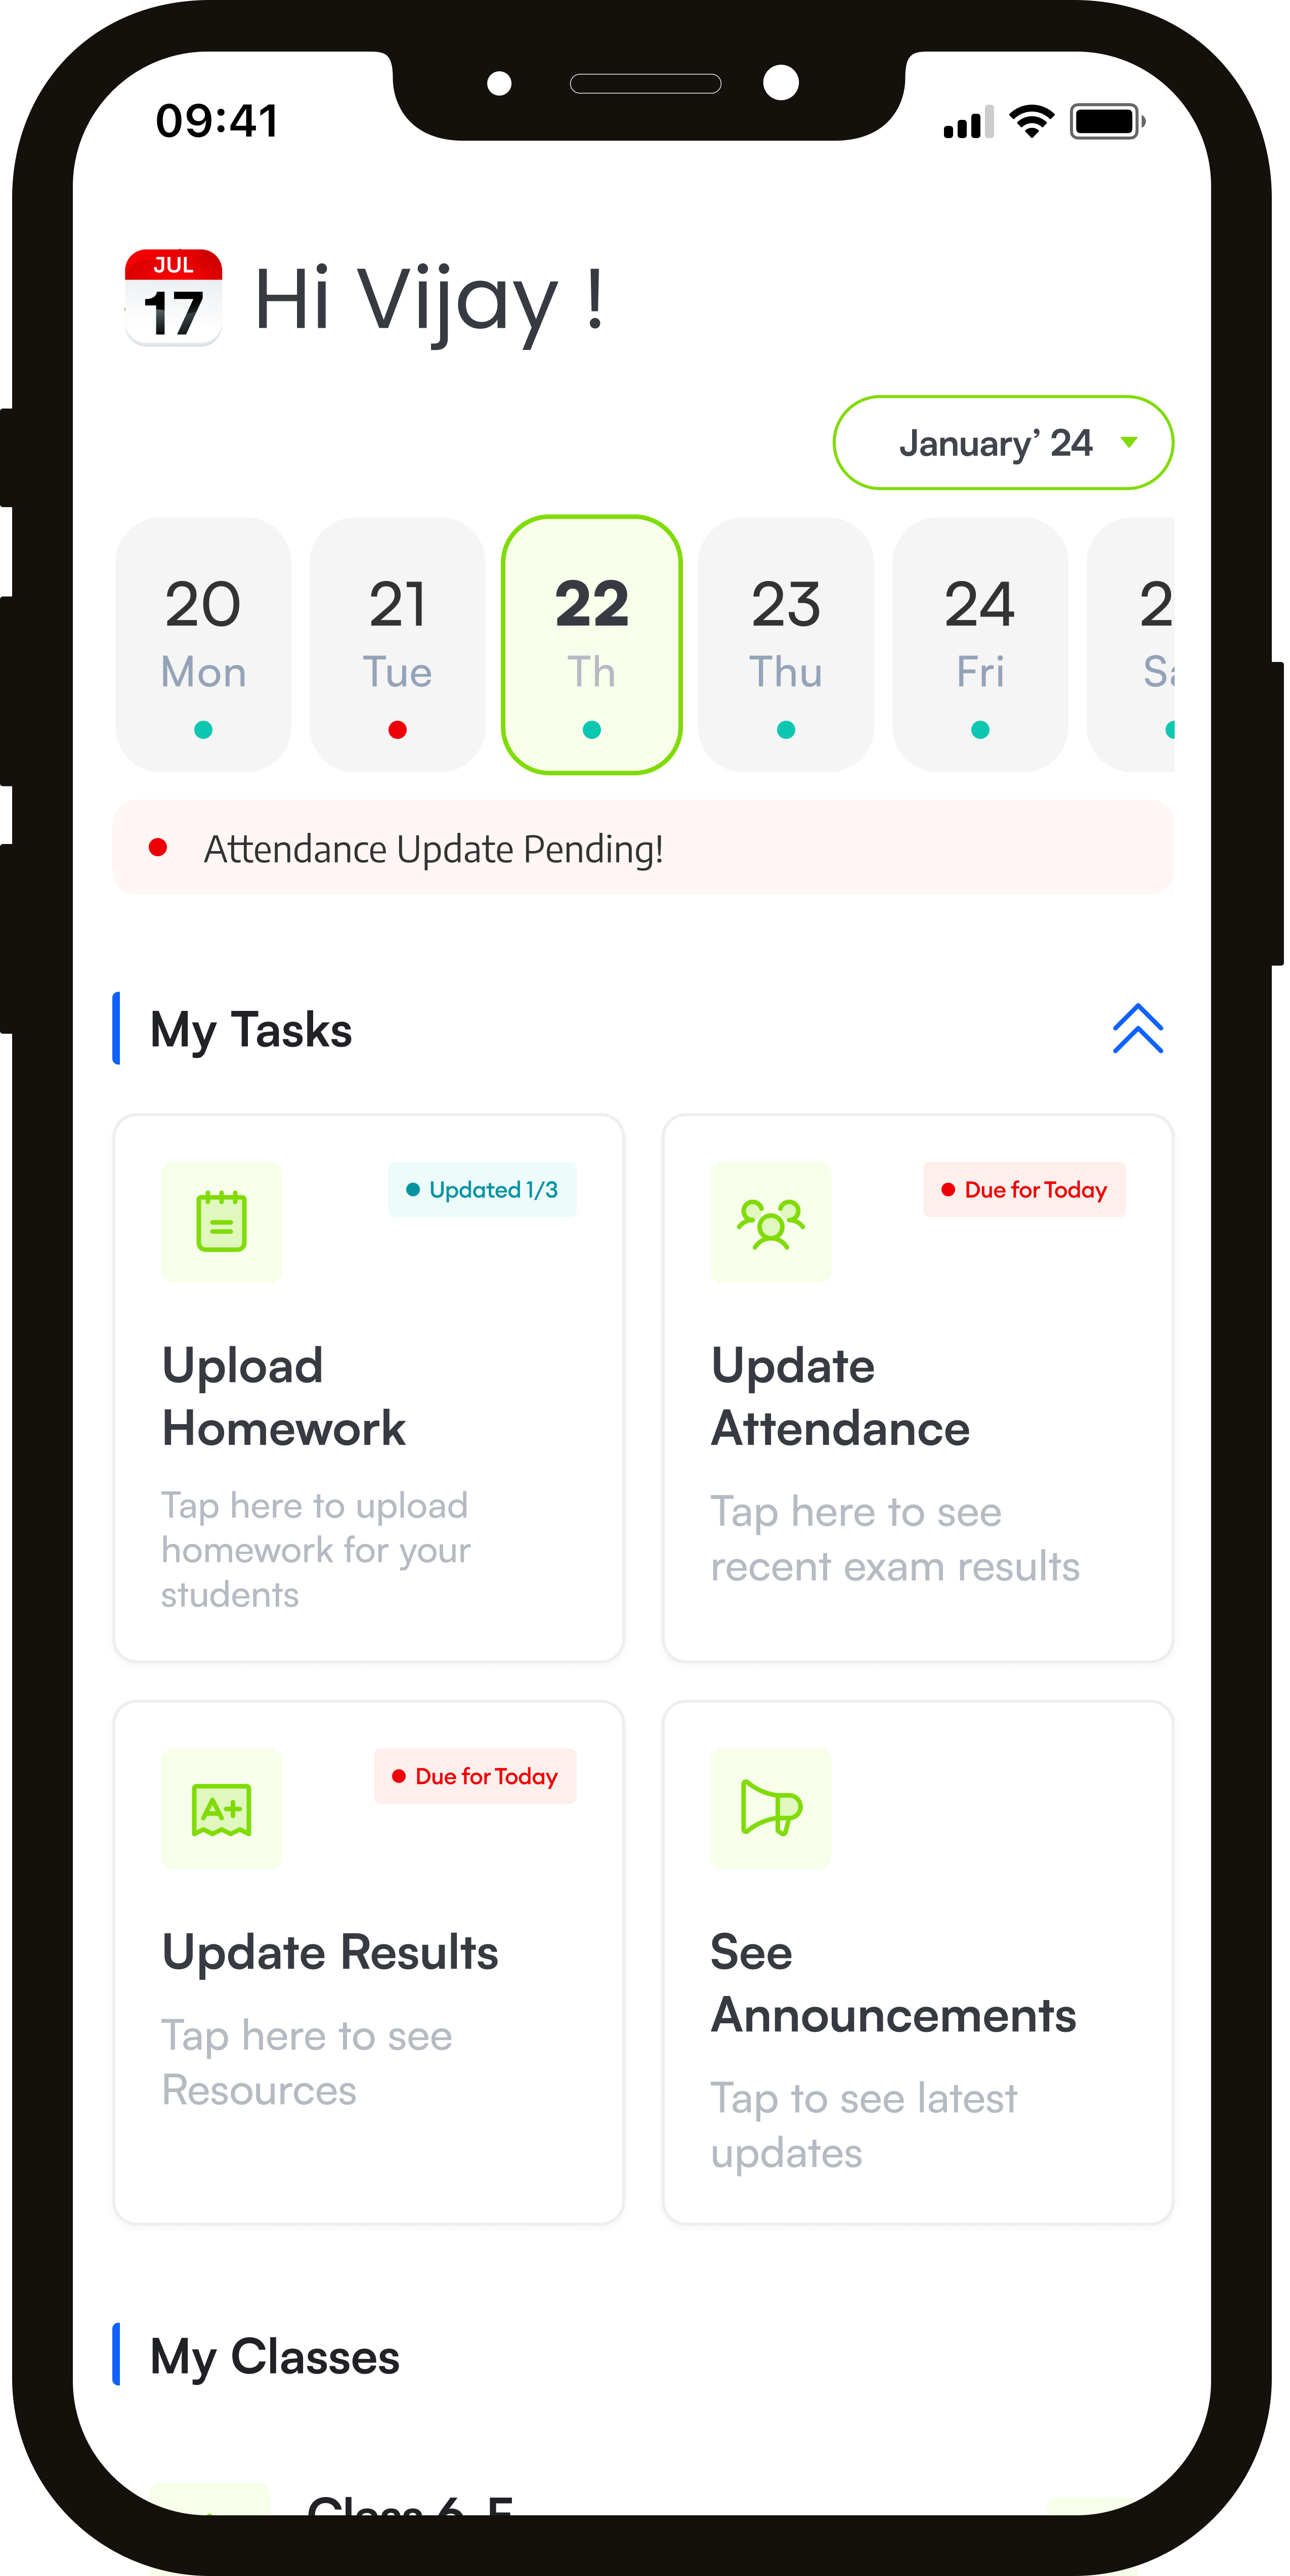 09:41
JUL
17
Hi Vijay !
January’ 24
20 21 22 23 24 2
Mon Tue Th Thu Fri Sa
Attendance Update Pending!
My Tasks
Updated 1/3
Upload
Homework
Tap here to upload
homework for your
students
Due for Today
Update
Attendance
Tap here to see
recent exam results
Due for Today
Update Results
Tap here to see
Resources
See
Announcements
Tap to see latest
updates
My Classes
Class 6